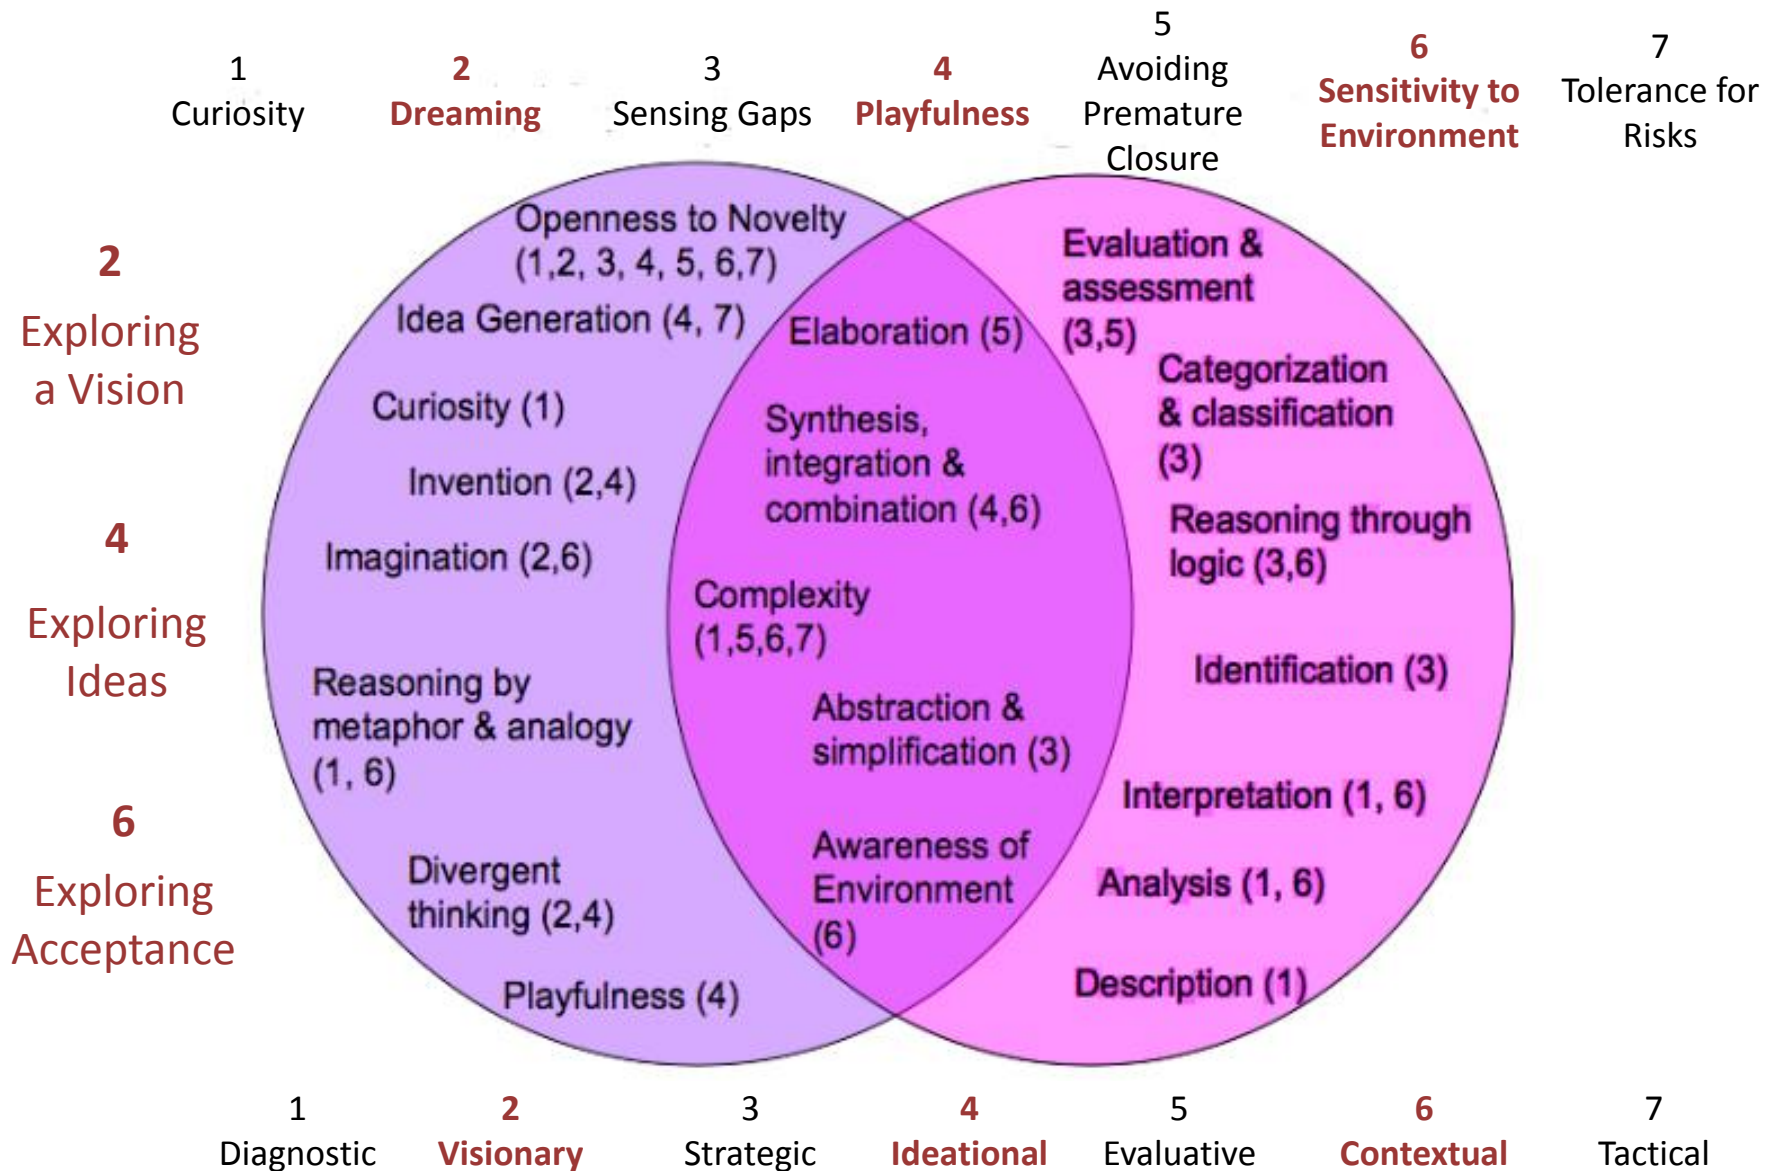 1
Curiosity
2
Dreaming
3
Sensing Gaps
4
Playfulness
5
Avoiding
Premature
Closure
6
Sensitivity to
Environment
7
Tolerance for
Risks
2
Exploring
a Vision
4
Exploring
Ideas
6
Exploring
Acceptance
Openness to Novelty
(1,2, 3, 4, 5, 6,7)
Idea Generation (4, 7)
Curiosity (1)
Invention (2,4)
Imagination (2,6)
Reasoning by
metaphor & analogy
(1, 6)
Divergent
thinking (2,4)
Playfulness (4)
Elaboration (5)
Synthesis,
integration &
combination (4,6)
Complexity
(1,5,6,7)
Abstraction &
simplification (3)
Awareness of
Environment
(6)
Evaluation &
assessment
(3,5)
Categorization
& classification
(3)
Reasoning through
logic (3,6)
Identification (3)
Interpretation (1, 6)
Analysis (1, 6)
Description (1)
1
Diagnostic
2
Visionary
3
Strategic
4
Ideational
5
Evaluative
6
Contextual
7
Tactical